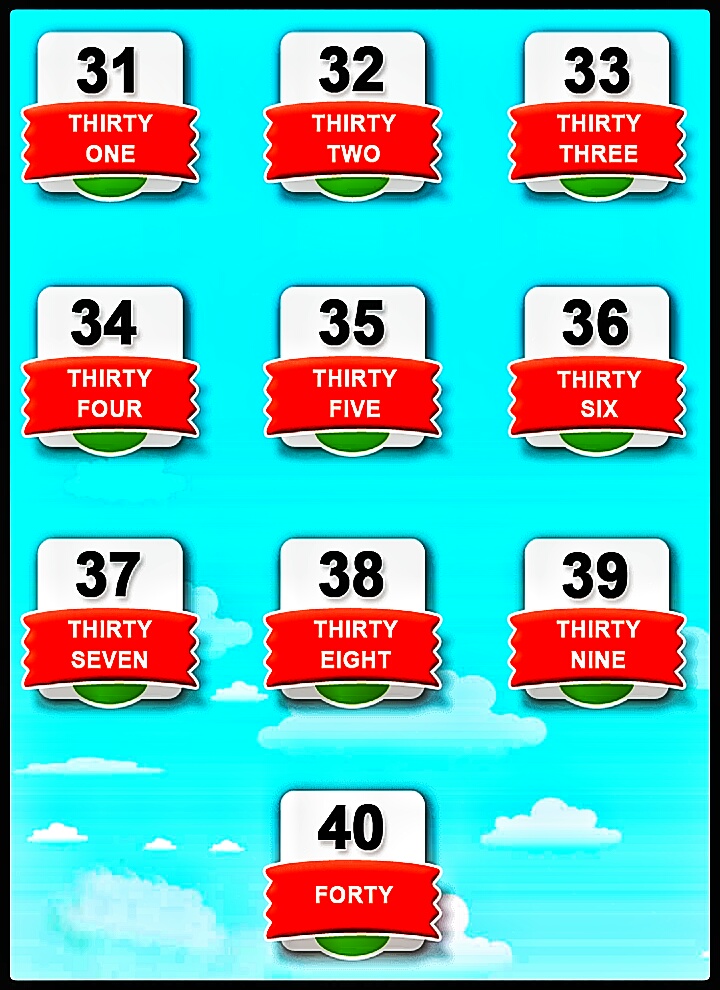 31
THIRTY
ONE
32
THIRTY
TWO
33
THIRTY
THREE
34
THIRTY
FOUR
35
THIRTY
FIVE
36
THIRTY
SIX
37
THIRTY
SEVEN
38
THIRTY
EIGHT
39
THIRTY
NINE
40
FORTY